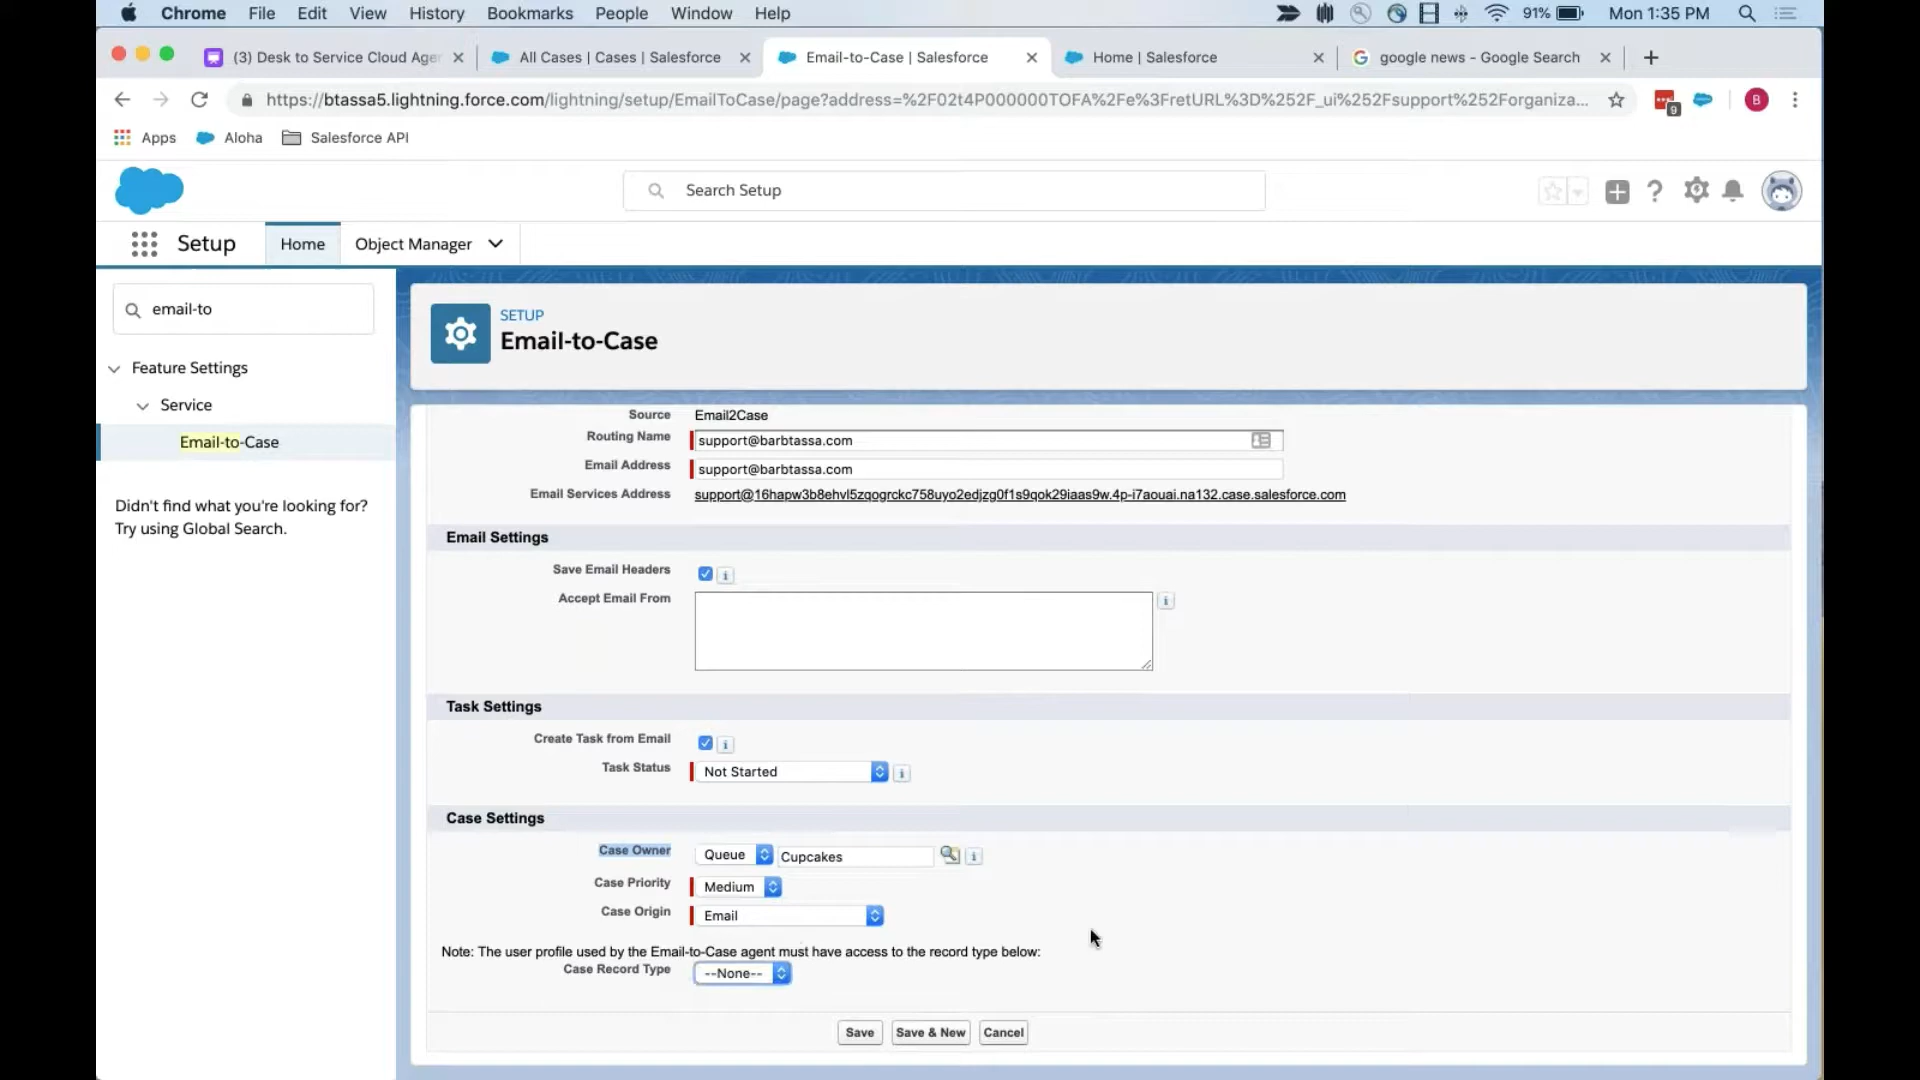 Chrome File Edit View History Bookmarks People Window Help 91% Mon 1:35 PM
(3) Desk to Service Cloud Age
All Cases | Cases | Salesforce
Email-to-Case | Salesforce
Home | Salesforce
google news - Google Search
https://btassa5.lightning.force.com/lightning/setup/EmailToCase/page?address=%2F02t4P000000TOFA%2Fe%3FretURL%3D%252F_ui%252Fsupport%252Forganiza...
9
B
Apps Aloha Salesforce API
Search Setup
Setup Home Object Manager
email-to
Feature Settings
Service
Email-to-Case
Didn't find what you're looking for?
Try using Global Search.
SETUP
Email-to-Case
Source Email2Case
Routing Name support@barbtassa.com
Email Address support@barbtassa.com
Email Services Address support@16hapw3b8ehvl5zqogrckc758uyo2edjzg0f1s9qok29iaas9w.4p-i7aouai.na132.case.salesforce.com
Email Settings
Save Email Headers
Accept Email From
Task Settings
Create Task from Email
Task Status Not Started
Case Settings
Case Owner Queue Cupcakes
Case Priority Medium
Case Origin Email
Note: The user profile used by the Email-to-Case agent must have access to the record type below:
Case Record Type --None--
Save Save & New Cancel